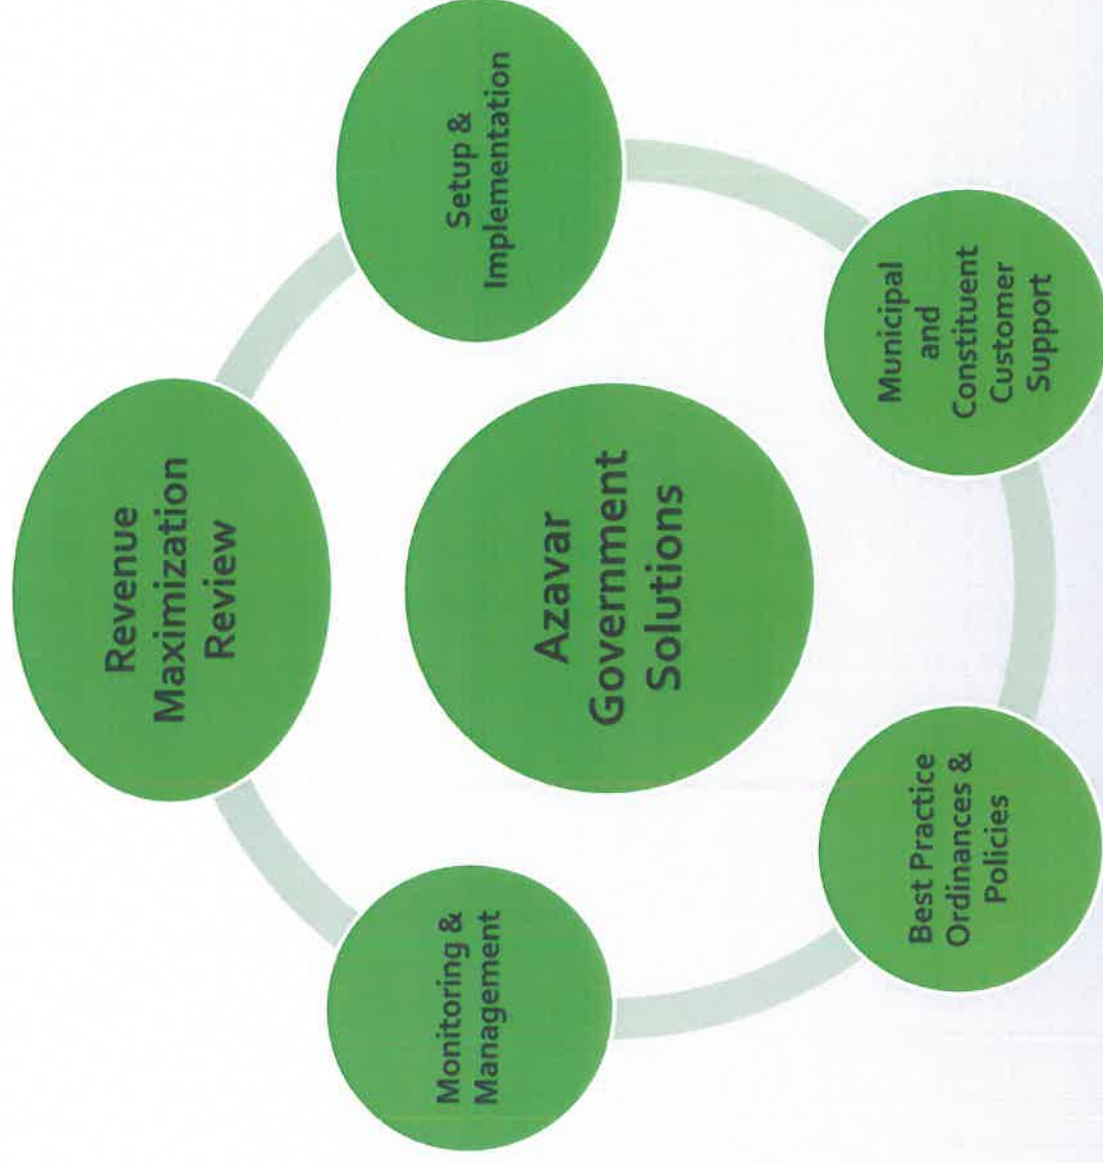 Revenue
Maximization
Review
Setup &
Implementation
Municipal
and
Constituent
Customer
Support
Best Practice
Ordinances &
Policies
Monitoring &
Management
Azavar
Government
Solutions